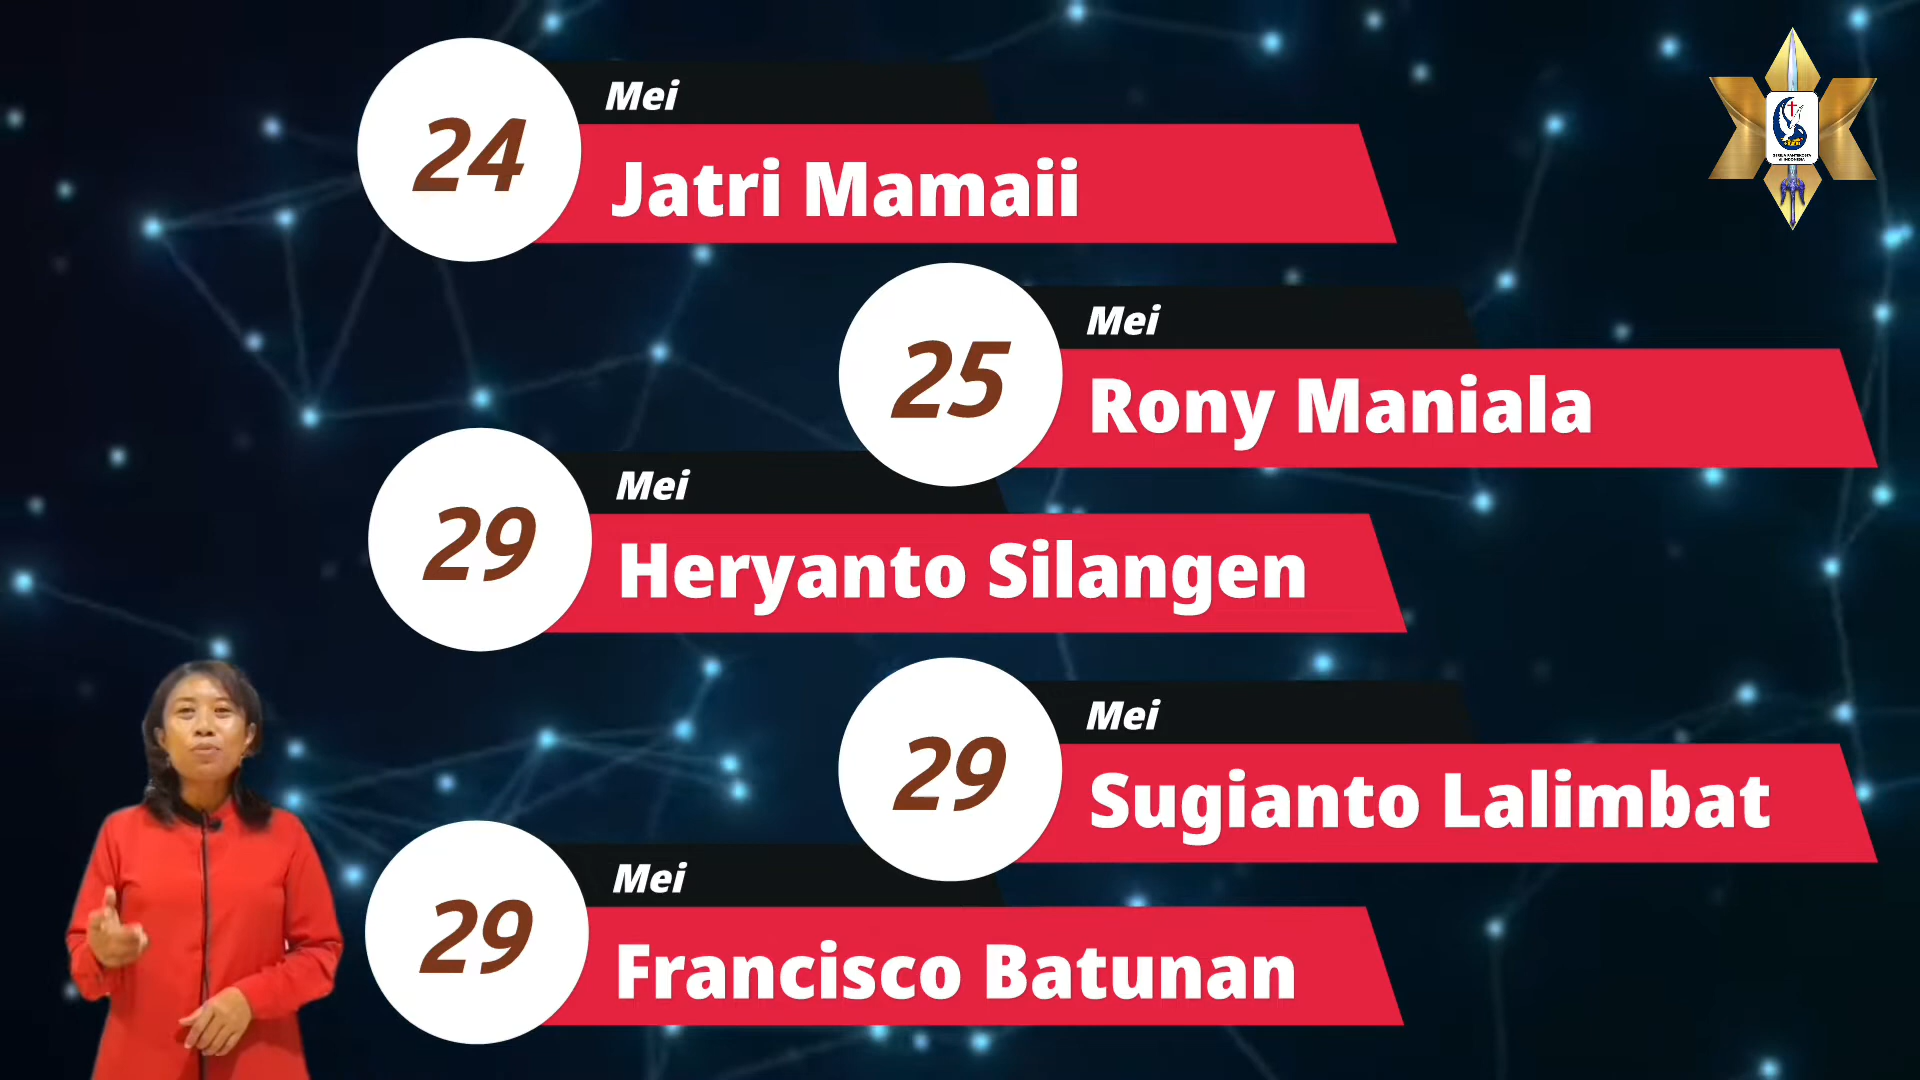 Mei
24
Jatri Mamaii
Mei
25
Rony Maniala
Mei
29
Heryanto Silangen
Mei
29
Sugianto Lalimbat
Mei
29
Francisco Batunan